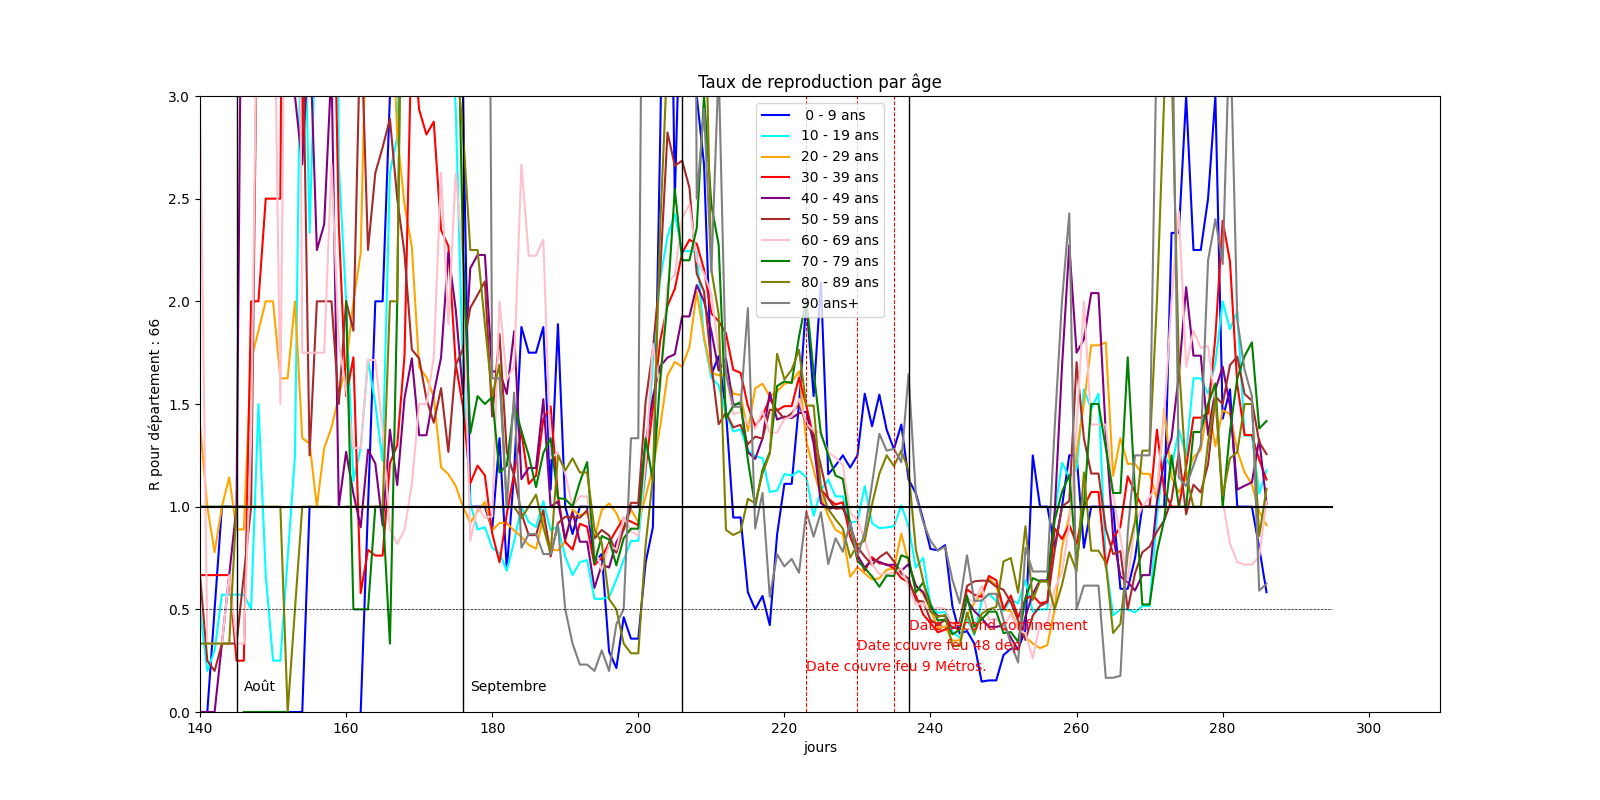 Taux de reproduction par âge
R pour département : 66
3.0
2.5
2.0
1.5
1.0
0.5
0.0
0 - 9 ans
10 - 19 ans
20 - 29 ans
30 - 39 ans
40 - 49 ans
50 - 59 ans
60 - 69 ans
70 - 79 ans
80 - 89 ans
90 ans+
Date second confinement
Date couvre feu 48 dep
Date couvre feu 9 Métros.
Août
Septembre
140
160
180
200
220
240
260
280
300
jours